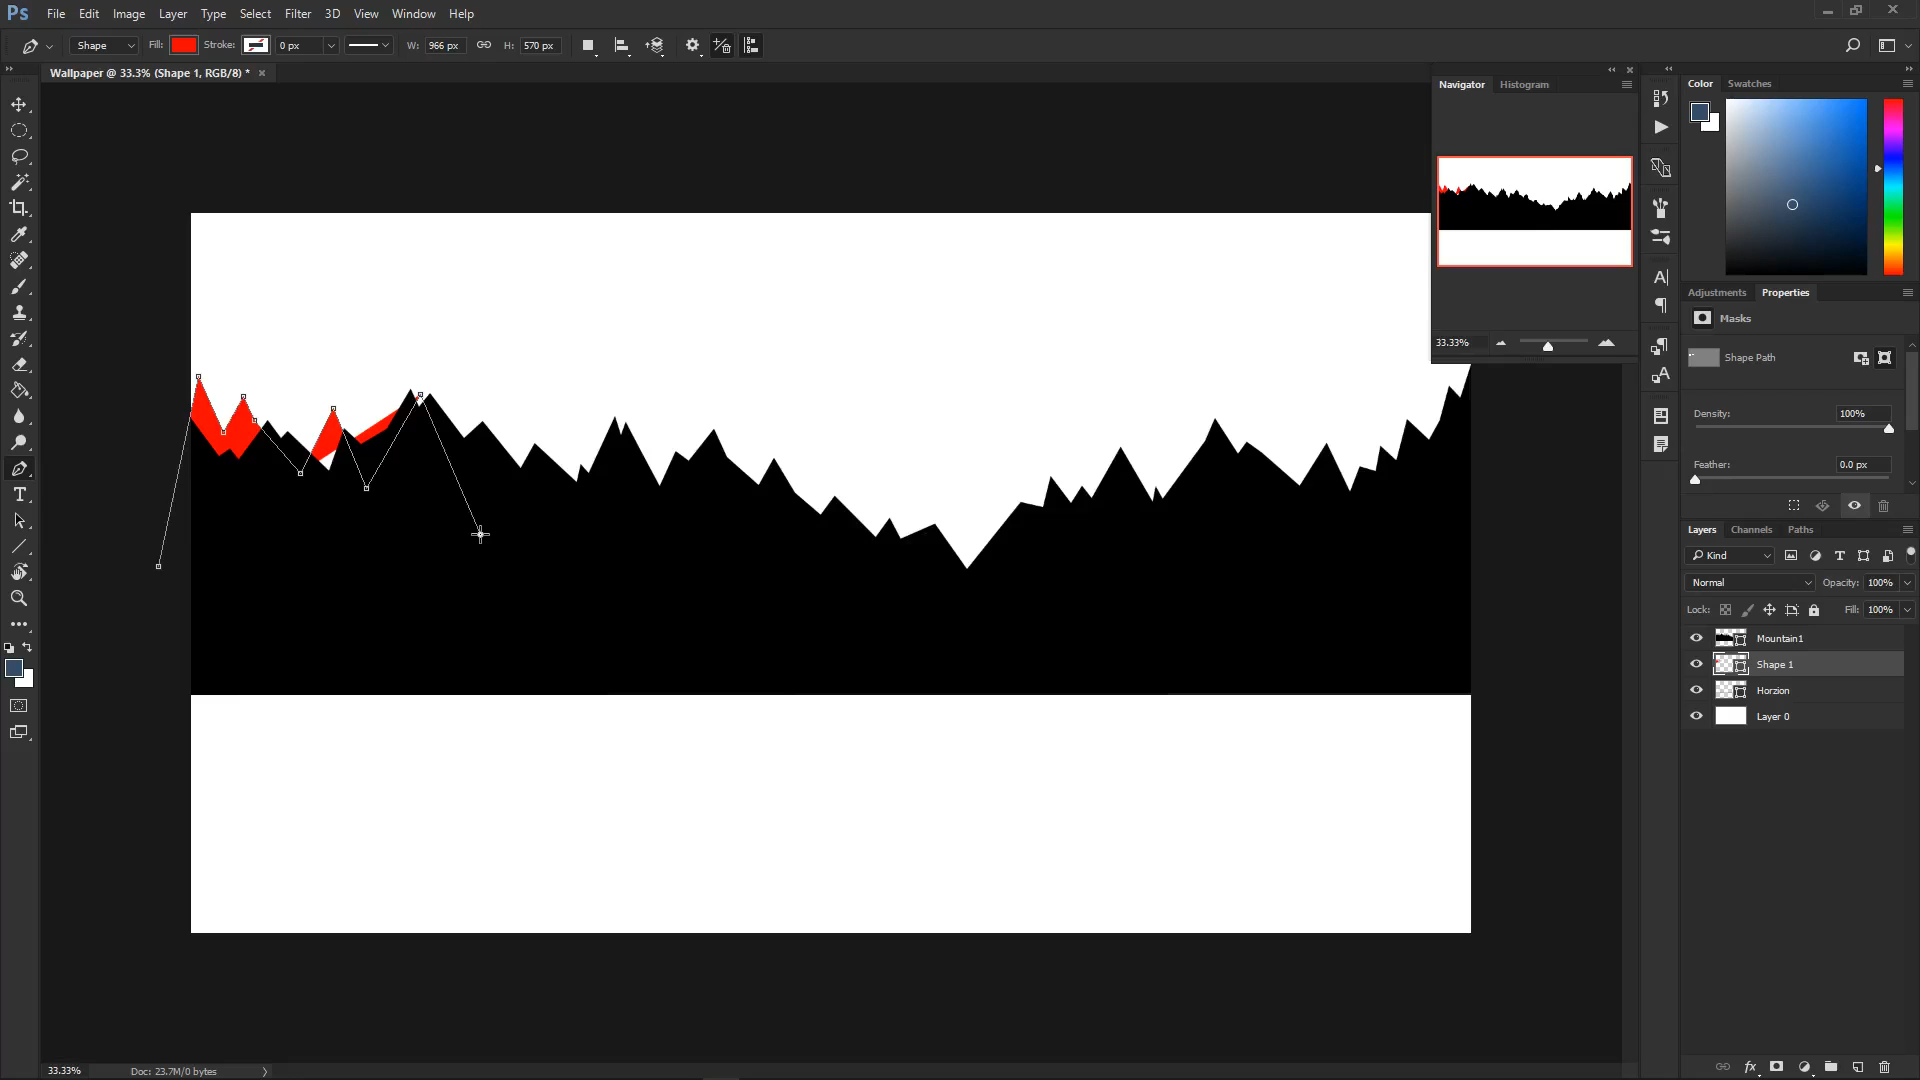 Ps File Edit Image Layer Type Select Filter 3D View Window Help
Shape Fill: Stroke: 0 px W: 966 px H: 570 px
Wallpaper @ 33.3% (Shape 1, RGB/8) *
Navigator Histogram
33.33%
Color Swatches
Adjustments Properties
Masks
Shape Path
Density: 100%
Feather: 0.0 px
Layers Channels Paths
Kind
Normal Opacity: 100%
Lock: Fill: 100%
Mountain1
Shape 1
Horzion
Layer 0
33.33% Doc: 23.7M/0 bytes